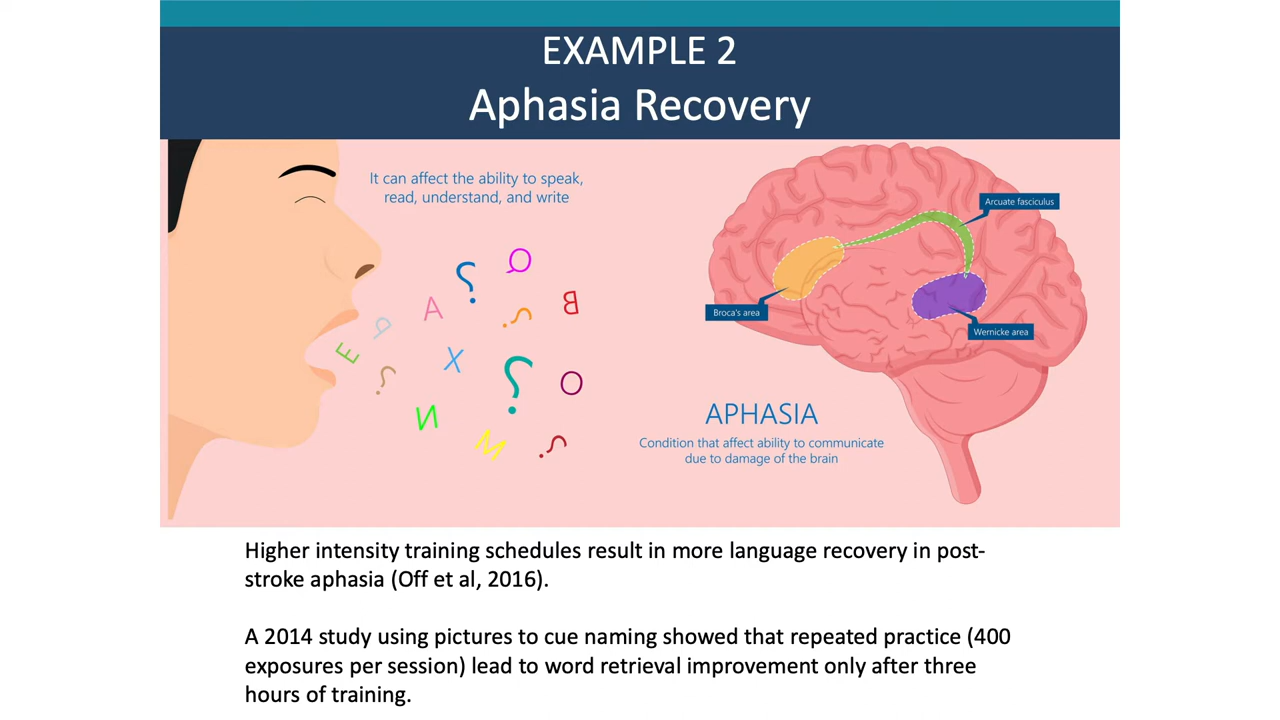 EXAMPLE 2
Aphasia Recovery
It can affect the ability to speak,
read, understand, and write
Arcuate fasciculus
Broca's area
Wernicke area
E
P
?
A
?
Q
?
B
X
?
O
N
M
?
APHASIA
Condition that affect ability to communicate
due to damage of the brain
Higher intensity training schedules result in more language recovery in post-
stroke aphasia (Off et al, 2016).
A 2014 study using pictures to cue naming showed that repeated practice (400
exposures per session) lead to word retrieval improvement only after three
hours of training.